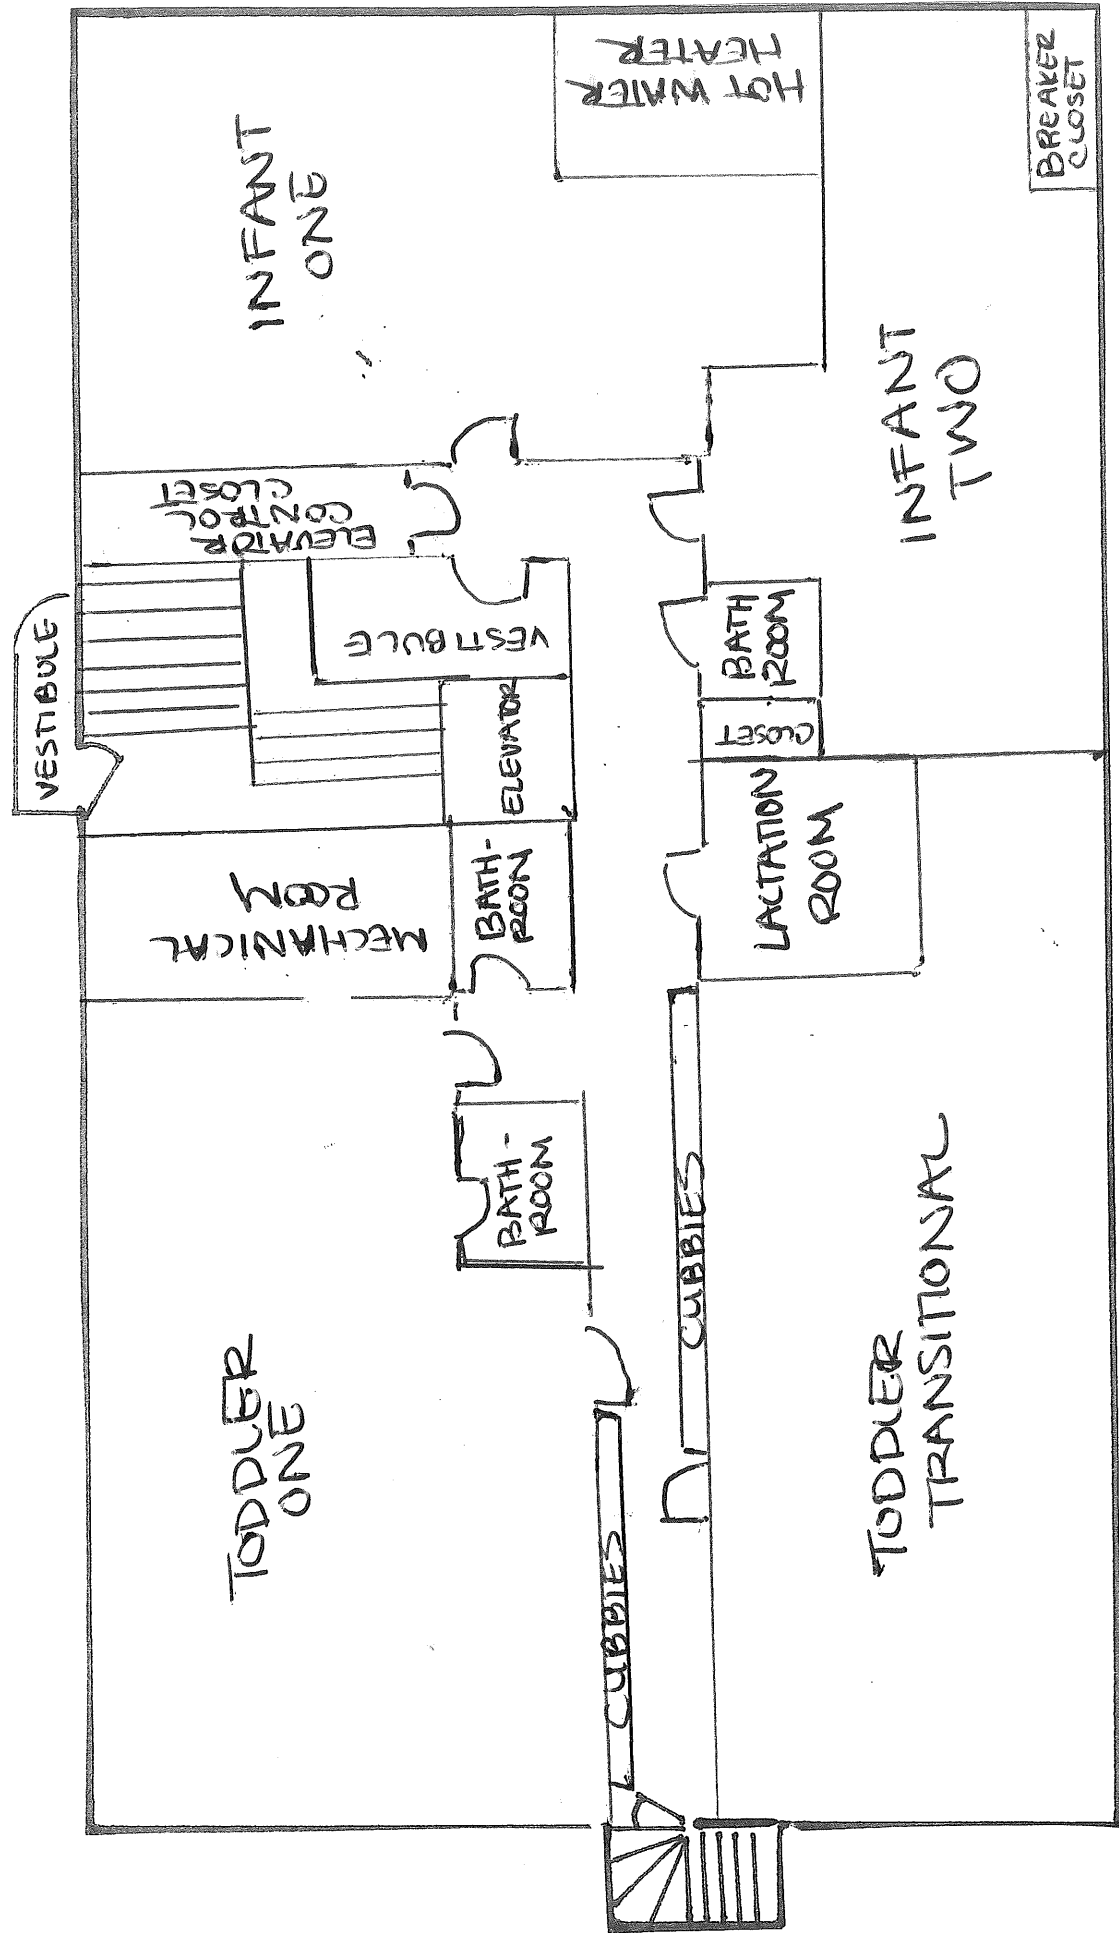 HOT WATER
HEATER
BREAKER
CLOSET
INFANT
ONE
INFANT
TWO
ELEVATOR
CONTROL
CLOSET
VESTIBULE
VESTIBULE
ELEVATOR
BATH
ROOM
CLOSET
LACTATION
ROOM
MECHANICAL
ROOM
BATH-
ROOM
BATH-
ROOM
CUBBIES
TODDLER
ONE
TODDLER
TRANSITIONAL
CUBBIES